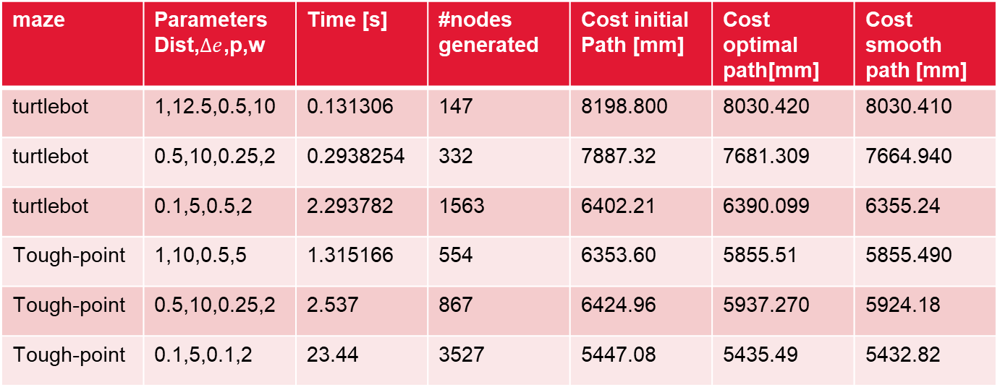 maze Parameters Time [s] #nodes Cost initial Cost Cost
Dist,Δ𝑒,p,w generated Path [mm] optimal smooth
path[mm] path [mm]
turtlebot 1,12.5,0.5,10 0.131306 147 8198.800 8030.420 8030.410
turtlebot 0.5,10,0.25,2 0.2938254 332 7887.32 7681.309 7664.940
turtlebot 0.1,5,0.5,2 2.293782 1563 6402.21 6390.099 6355.24
Tough-point 1,10,0.5,5 1.315166 554 6353.60 5855.51 5855.490
Tough-point 0.5,10,0.25,2 2.537 867 6424.96 5937.270 5924.18
Tough-point 0.1,5,0.1,2 23.44 3527 5447.08 5435.49 5432.82